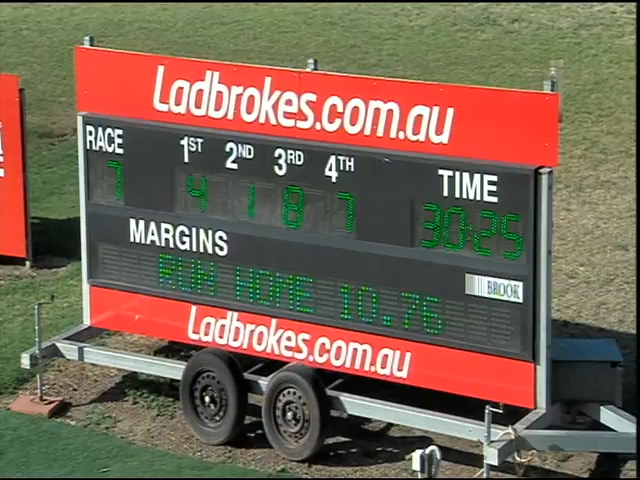 Ladbrokes.com.au
RACE 1ST 2ND 3RD 4TH TIME
7 4 1 8 7 30:25
MARGINS
RUN HOME 10.76
BROOK
Ladbrokes.com.au